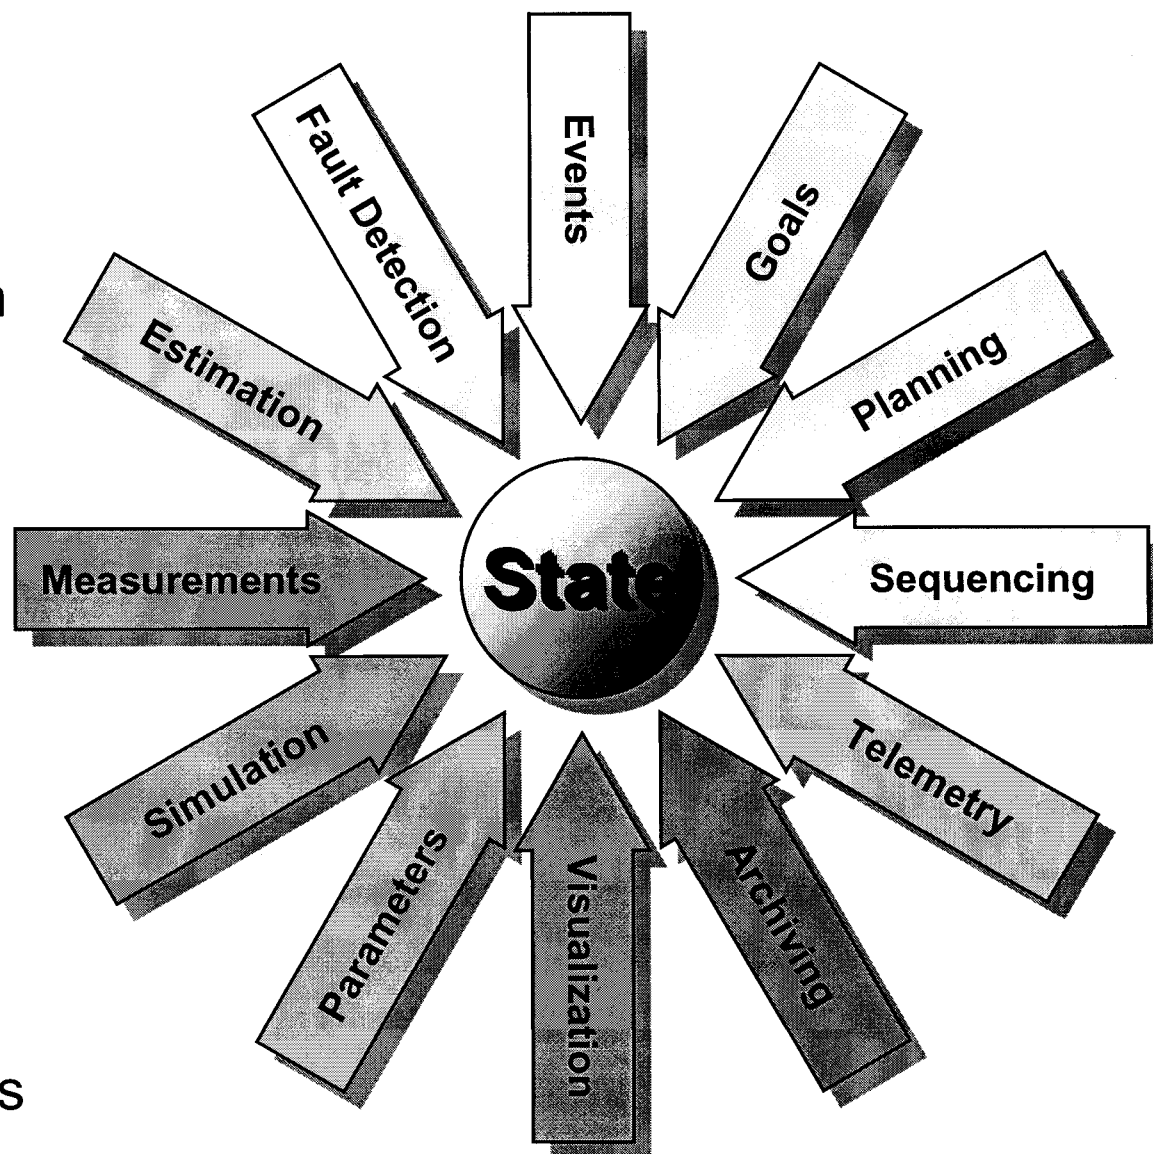 Events
Goals
Planning
Sequencing
Telemetry
Archiving
Visualization
Parameters
Simulation
Measurements
Estimation
Fault Detection
State
s